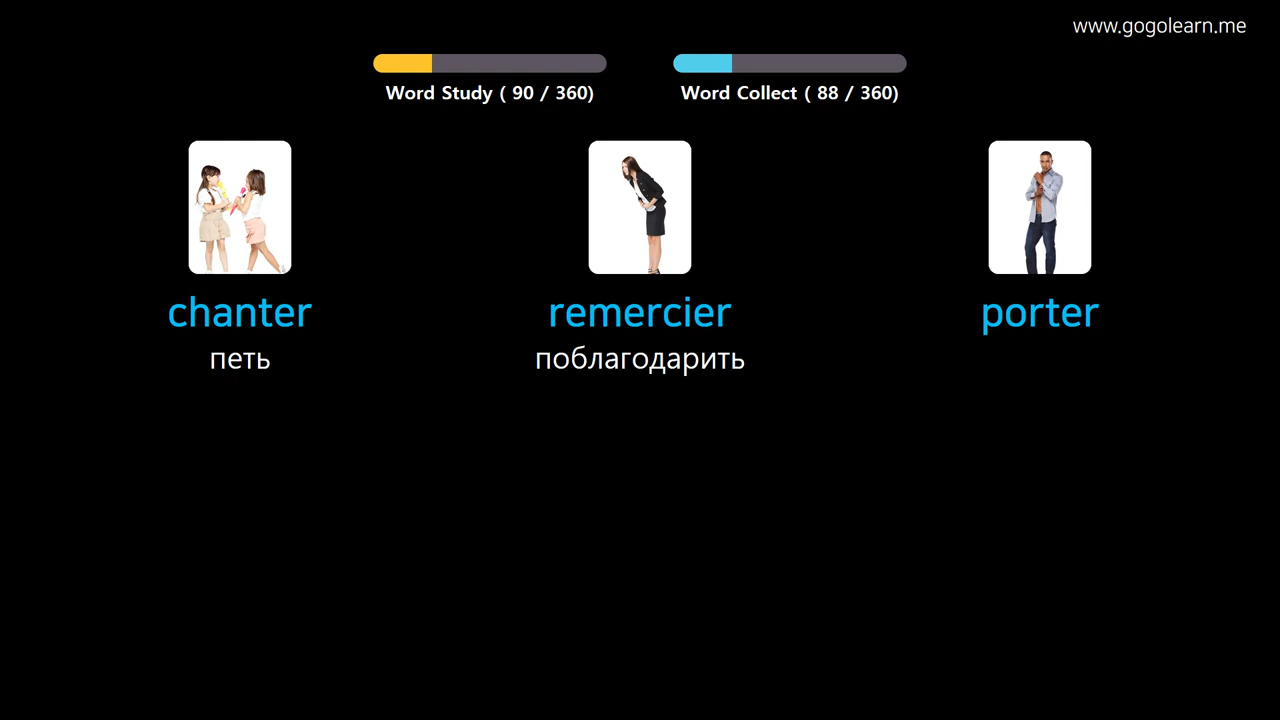 www.gogolearn.me
Word Study ( 90 / 360)
Word Collect ( 88 / 360)
chanter
remercier
porter
петь
поблагодарить